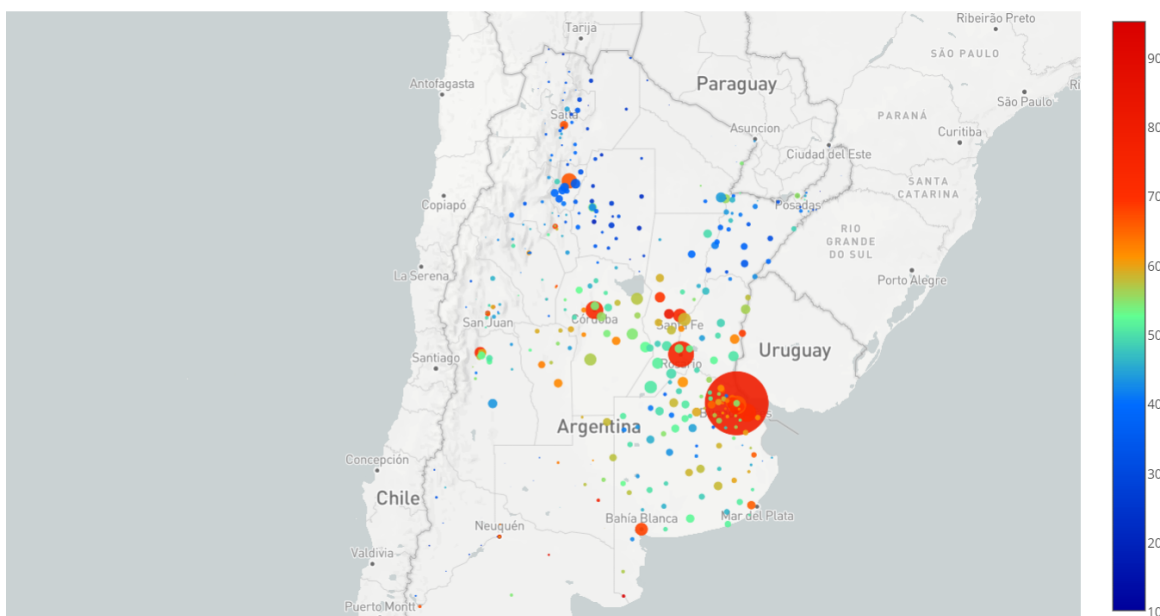 Ribeirão Preto
Tarija
SÃO PAULO
Antofagasta
Paraguay
São Paulo
Salta
PARANÁ
Asuncion
Curitiba
Ciudad del Este
SANTA
CATARINA
Copiapó
Posadas
RIO
GRANDE
DO SUL
La Serena
Porto Alegre
San Juan
Córdoba
Santa Fe
Santiago
Uruguay
Rosario
Argentina
Concepción
Chile
Bahía Blanca
Mar del Plata
Neuquén
Valdivia
Puerto Montt
90
80
70
60
50
40
30
20
10